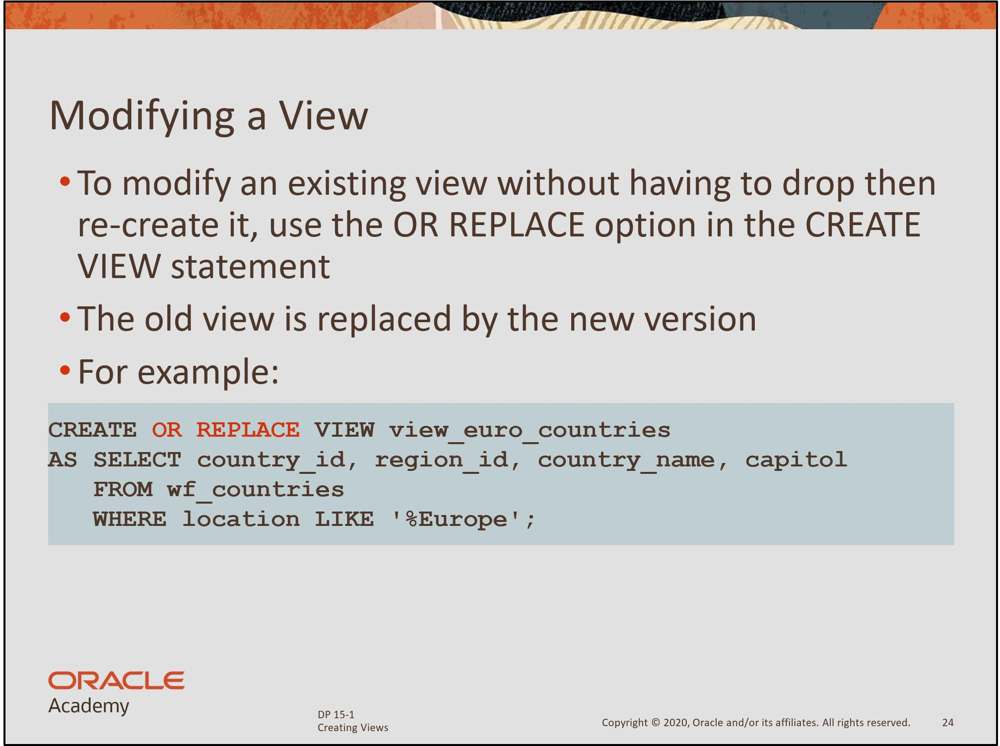 Modifying a View
• To modify an existing view without having to drop then
re-create it, use the OR REPLACE option in the CREATE
VIEW statement
• The old view is replaced by the new version
• For example:
CREATE OR REPLACE VIEW view_euro_countries
AS SELECT country_id, region_id, country_name, capitol
FROM wf_countries
WHERE location LIKE '%Europe';
ORACLE
Academy
DP 15-1
Creating Views
Copyright © 2020, Oracle and/or its affiliates. All rights reserved. 24